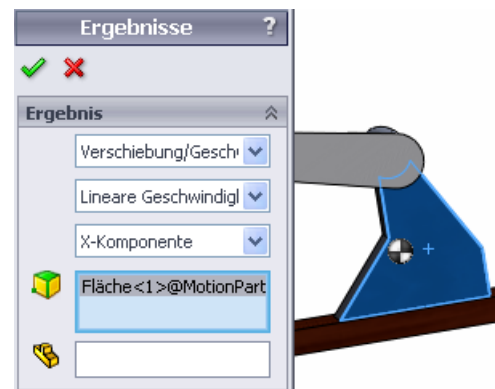 Ergebnisse ?
Ergebnis
Verschiebung/Gesch
Lineare Geschwindigl
X-Komponente
Fläche<1>@MotionPart